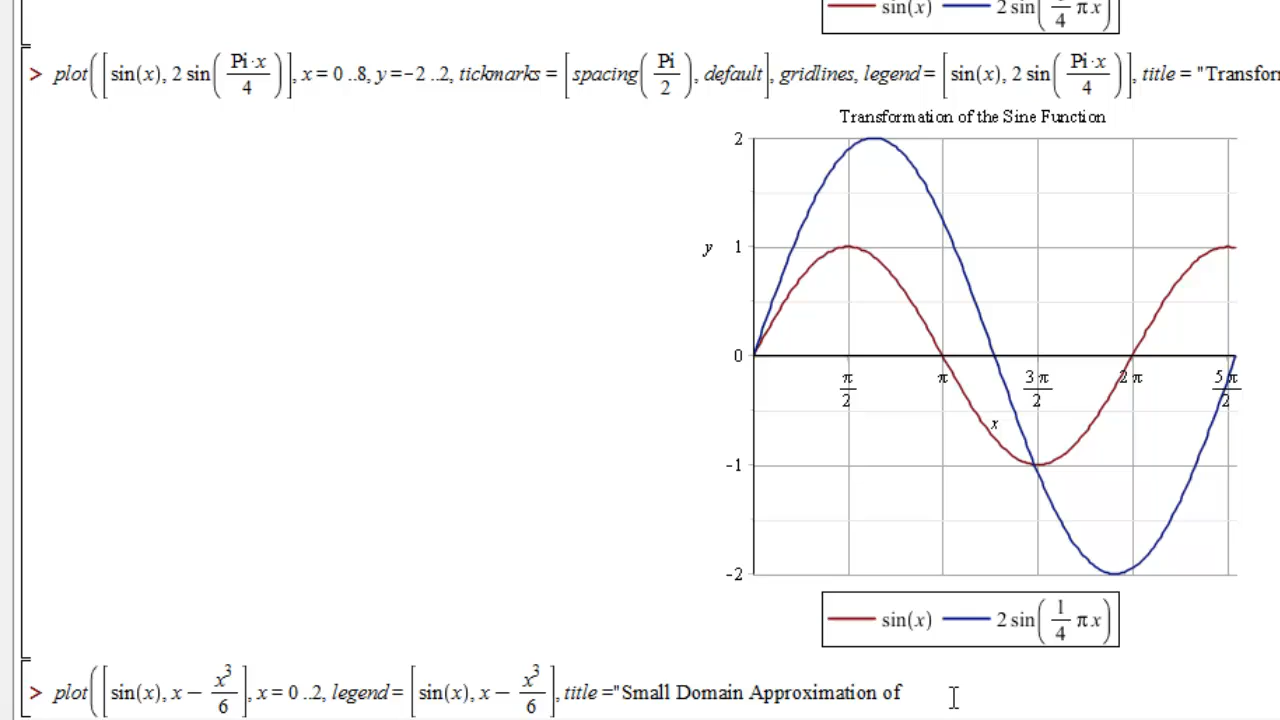 sin(x) 2 sin(1/4 π x)
> plot([sin(x), 2 sin(Pi·x/4)], x = 0 ..8, y = −2 ..2, tickmarks = [spacing(Pi/2), default], gridlines, legend = [sin(x), 2 sin(Pi·x/4)], title = "Transfor
Transformation of the Sine Function
2
y 1
0
π/2 π 3π/2 2π 5π/2
x
-1
-2
sin(x) 2 sin(1/4 π x)
> plot([sin(x), x − x³/6], x = 0 ..2, legend = [sin(x), x − x³/6], title ="Small Domain Approximation of